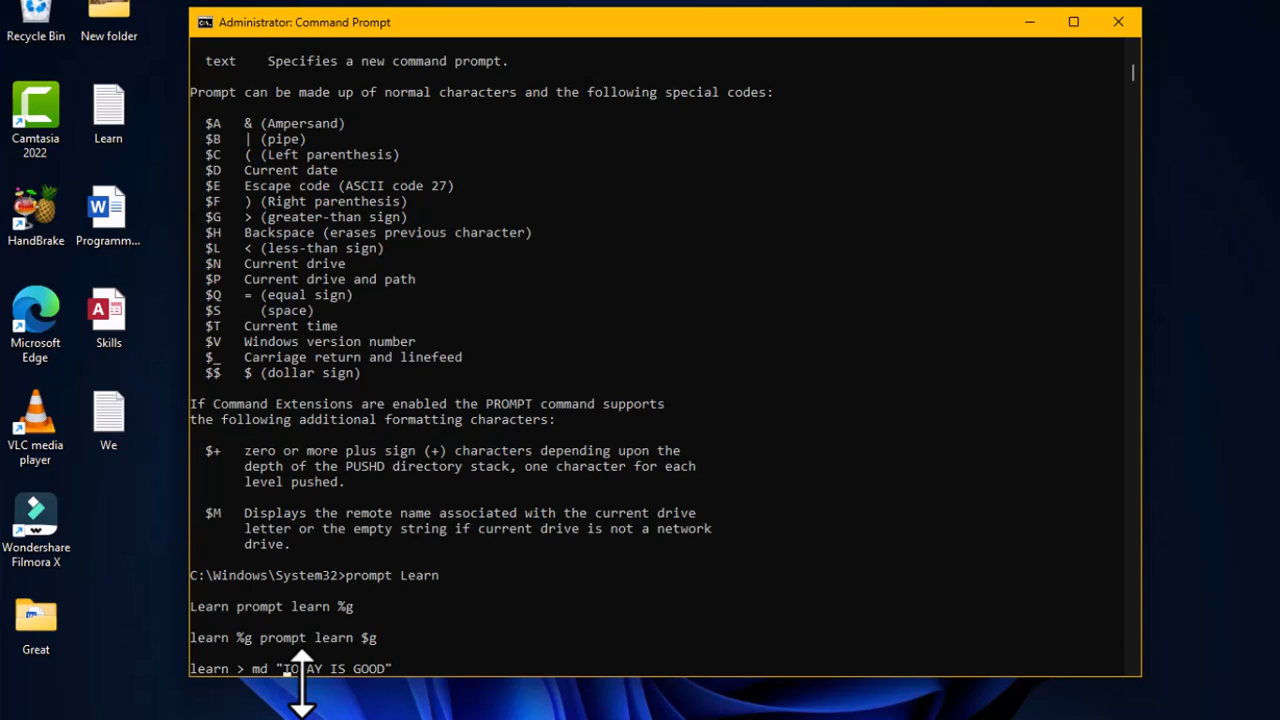 Recycle Bin
New folder
Camtasia
2022
Learn
HandBrake
Programm...
Microsoft
Edge
Skills
VLC media
player
We
Wondershare
Filmora X
Great
Administrator: Command Prompt
text Specifies a new command prompt.
Prompt can be made up of normal characters and the following special codes:
$A & (Ampersand)
$B | (pipe)
$C ( (Left parenthesis)
$D Current date
$E Escape code (ASCII code 27)
$F ) (Right parenthesis)
$G > (greater-than sign)
$H Backspace (erases previous character)
$L < (less-than sign)
$N Current drive
$P Current drive and path
$Q = (equal sign)
$S (space)
$T Current time
$V Windows version number
$_ Carriage return and linefeed
$$ $ (dollar sign)
If Command Extensions are enabled the PROMPT command supports
the following additional formatting characters:
$+ zero or more plus sign (+) characters depending upon the
depth of the PUSHD directory stack, one character for each
level pushed.
$M Displays the remote name associated with the current drive
letter or the empty string if current drive is not a network
drive.
C:\Windows\System32>prompt Learn
Learn prompt learn %g
learn %g prompt learn $g
learn > md "TODAY IS GOOD"